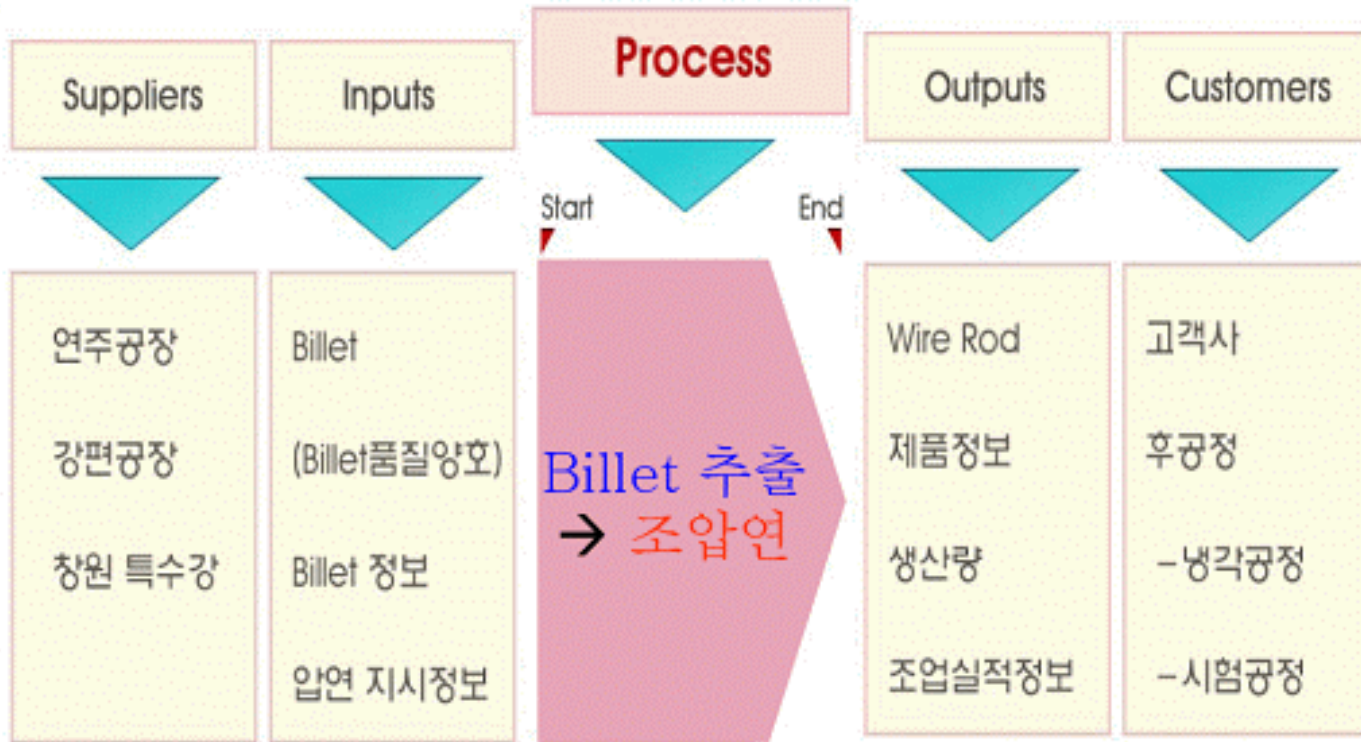 Suppliers
Inputs
Process
Outputs
Customers
Start
End
연주공장
강편공장
창원 특수강
Billet
(Billet품질양호)
Billet 정보
압연 지시정보
Billet 추출
→ 조압연
Wire Rod
제품정보
생산량
조업실적정보
고객사
후공정
-냉각공정
-시험공정